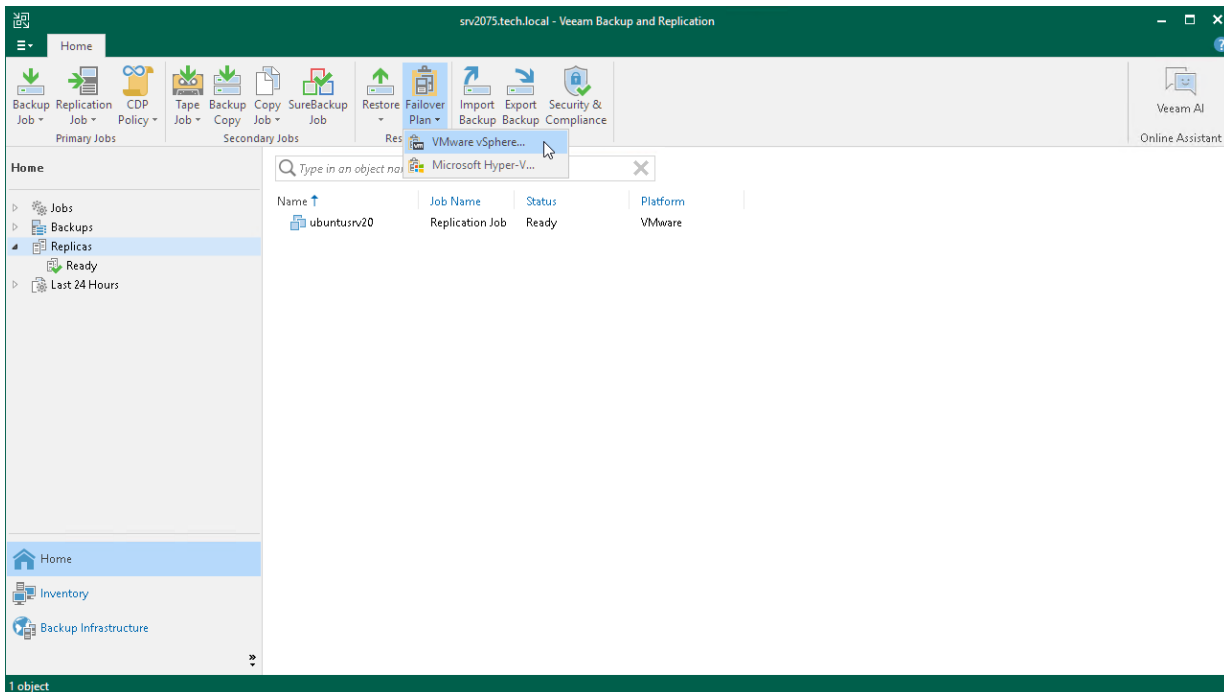 srv2075.tech.local - Veeam Backup and Replication
Home
Backup Job Replication Job CDP Policy Tape Job Backup Copy Copy Job SureBackup Job Restore Failover Plan Import Backup Export Backup Security & Compliance Veeam AI
Primary Jobs Secondary Jobs Res Online Assistant
VMware vSphere...
Microsoft Hyper-V...
Home
Type in an object nar
Name Job Name Status Platform
ubuntusrv20 Replication Job Ready VMware
Jobs
Backups
Replicas
Ready
Last 24 Hours
Home
Inventory
Backup Infrastructure
1 object